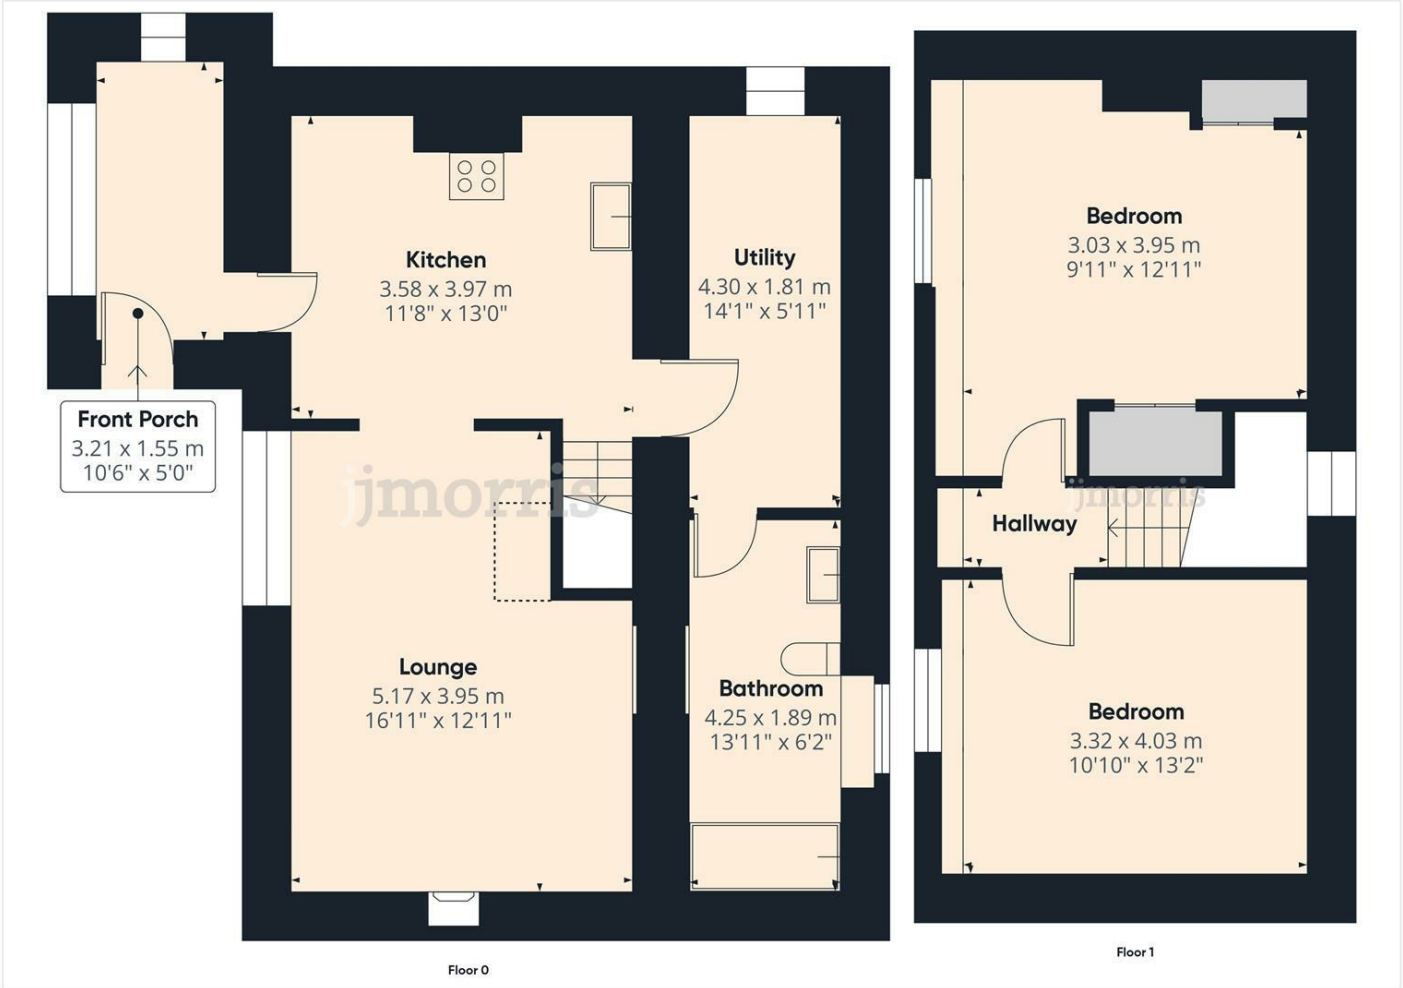 Front Porch
3.21 x 1.55 m
10'6" x 5'0"
Kitchen
3.58 x 3.97 m
11'8" x 13'0"
Utility
4.30 x 1.81 m
14'1" x 5'11"
jjmorris
Lounge
5.17 x 3.95 m
16'11" x 12'11"
Bathroom
4.25 x 1.89 m
13'11" x 6'2"
Floor 0
Bedroom
3.03 x 3.95 m
9'11" x 12'11"
jjmorris
Hallway
Bedroom
3.32 x 4.03 m
10'10" x 13'2"
Floor 1